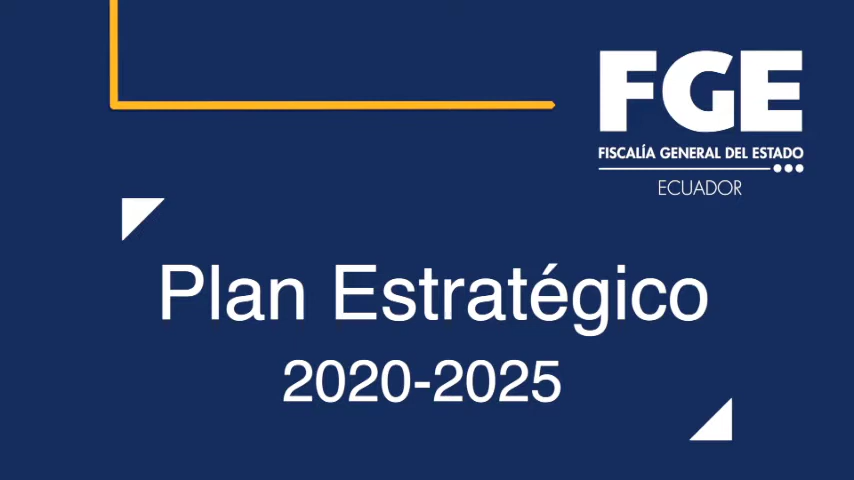 FGE
FISCALÍA GENERAL DEL ESTADO
ECUADOR
Plan Estratégico
2020-2025